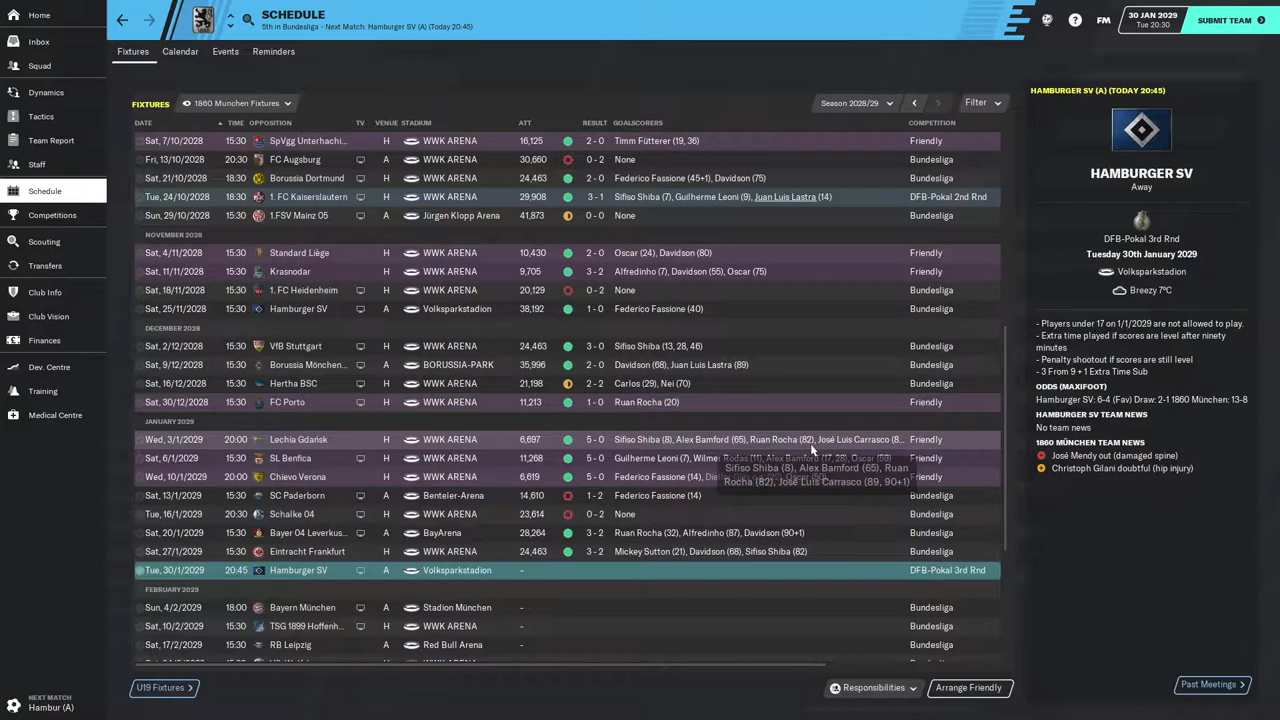 Home
SCHEDULE
5th in Bundesliga - Next Match: Hamburger SV (A) (Today 20:45)
FM
30 JAN 2029
Tue 20:30
SUBMIT TEAM
Inbox
Squad
Dynamics
Tactics
Team Report
Staff
Schedule
Competitions
Scouting
Transfers
Club Info
Club Vision
Finances
Dev. Centre
Training
Medical Centre
NEXT MATCH
Hambur (A)
Fixtures Calendar Events Reminders
FIXTURES 1860 Munchen Fixtures Season 2028/29 Filter
DATE TIME OPPOSITION TV VENUE STADIUM ATT RESULT GOALSCORERS COMPETITION
Sat, 7/10/2028 15:30 SpVgg Unterhachi... H WWK ARENA 16,125 2 - 0 Timm Fütterer (19, 36) Friendly
Fri, 13/10/2028 20:30 FC Augsburg H WWK ARENA 30,660 0 - 2 None Bundesliga
Sat, 21/10/2028 18:30 Borussia Dortmund H WWK ARENA 24,463 2 - 0 Federico Fassione (45+1), Davidson (75) Bundesliga
Tue, 24/10/2028 18:30 1. FC Kaiserslautern H WWK ARENA 29,908 3 - 1 Sifiso Shiba (7), Guilherme Leoni (9), Juan Luis Lastra (14) DFB-Pokal 2nd Rnd
Sun, 29/10/2028 15:30 1.FSV Mainz 05 A Jürgen Klopp Arena 41,873 0 - 0 None Bundesliga
NOVEMBER 2028
Sat, 4/11/2028 15:30 Standard Liège H WWK ARENA 10,430 2 - 0 Oscar (24), Davidson (80) Friendly
Sat, 11/11/2028 15:30 Krasnodar H WWK ARENA 9,705 3 - 2 Alfredinho (7), Davidson (55), Oscar (75) Friendly
Sat, 18/11/2028 15:30 1. FC Heidenheim H WWK ARENA 20,129 0 - 2 None Bundesliga
Sat, 25/11/2028 15:30 Hamburger SV A Volksparkstadion 38,192 1 - 0 Federico Fassione (40) Bundesliga
DECEMBER 2028
Sat, 2/12/2028 15:30 VfB Stuttgart H WWK ARENA 24,463 3 - 0 Sifiso Shiba (13, 28, 46) Bundesliga
Sat, 9/12/2028 15:30 Borussia Mönchen... A BORUSSIA-PARK 35,996 2 - 0 Davidson (68), Juan Luis Lastra (89) Bundesliga
Sat, 16/12/2028 15:30 Hertha BSC H WWK ARENA 21,198 2 - 2 Carlos (29), Nei (70) Bundesliga
Sat, 30/12/2028 15:30 FC Porto H WWK ARENA 11,213 1 - 0 Ruan Rocha (20) Friendly
JANUARY 2029
Wed, 3/1/2029 20:00 Lechia Gdańsk H WWK ARENA 6,697 5 - 0 Sifiso Shiba (8), Alex Bamford (65), Ruan Rocha (82), José Luis Carrasco (8... Friendly
Sat, 6/1/2029 15:30 SL Benfica H WWK ARENA 11,268 5 - 0 Guilherme Leoni (7), Wilmer Rodas (11), Alex Bamford (17, 28), Oscar (59) Friendly
Sifiso Shiba (8), Alex Bamford (65), Ruan
Rocha (82), José Luis Carrasco (89, 90+1)
Wed, 10/1/2029 15:30 Chievo Verona H WWK ARENA 6,619 5 - 0 Federico Fassione (14), Friendly
Sat, 13/1/2029 15:30 SC Paderborn A Benteler-Arena 14,610 1 - 2 Federico Fassione (14) Bundesliga
Tue, 16/1/2029 20:30 Schalke 04 H WWK ARENA 23,614 0 - 2 None Bundesliga
Sat, 20/1/2029 15:30 Bayer 04 Leverkus... A BayArena 28,264 3 - 2 Ruan Rocha (32), Alfredinho (87), Davidson (90+1) Bundesliga
Sat, 27/1/2029 15:30 Eintracht Frankfurt H WWK ARENA 24,463 3 - 2 Mickey Sutton (21), Davidson (68), Sifiso Shiba (82) Bundesliga
Tue, 30/1/2029 20:45 Hamburger SV A Volksparkstadion - DFB-Pokal 3rd Rnd
FEBRUARY 2029
Sun, 4/2/2029 18:00 Bayern München A Stadion München - Bundesliga
Sat, 10/2/2029 15:30 TSG 1899 Hoffenh... H WWK ARENA - Bundesliga
Sat, 17/2/2029 15:30 RB Leipzig A Red Bull Arena - Bundesliga
U19 Fixtures Responsibilities Arrange Friendly
HAMBURGER SV (A) (TODAY 20:45)
HAMBURGER SV
Away
DFB-Pokal 3rd Rnd
Tuesday 30th January 2029
Volksparkstadion
Breezy 7ºC
- Players under 17 on 1/1/2029 are not allowed to play.
- Extra time played if scores are level after ninety
minutes
- Penalty shootout if scores are still level
- 3 From 9 + 1 Extra Time Sub
ODDS (MAXIFOOT)
Hamburger SV: 6-4 (Fav) Draw: 2-1 1860 München: 13-8
HAMBURGER SV TEAM NEWS
No team news
1860 MÜNCHEN TEAM NEWS
José Mendy out (damaged spine)
Christoph Gilani doubtful (hip injury)
Past Meetings